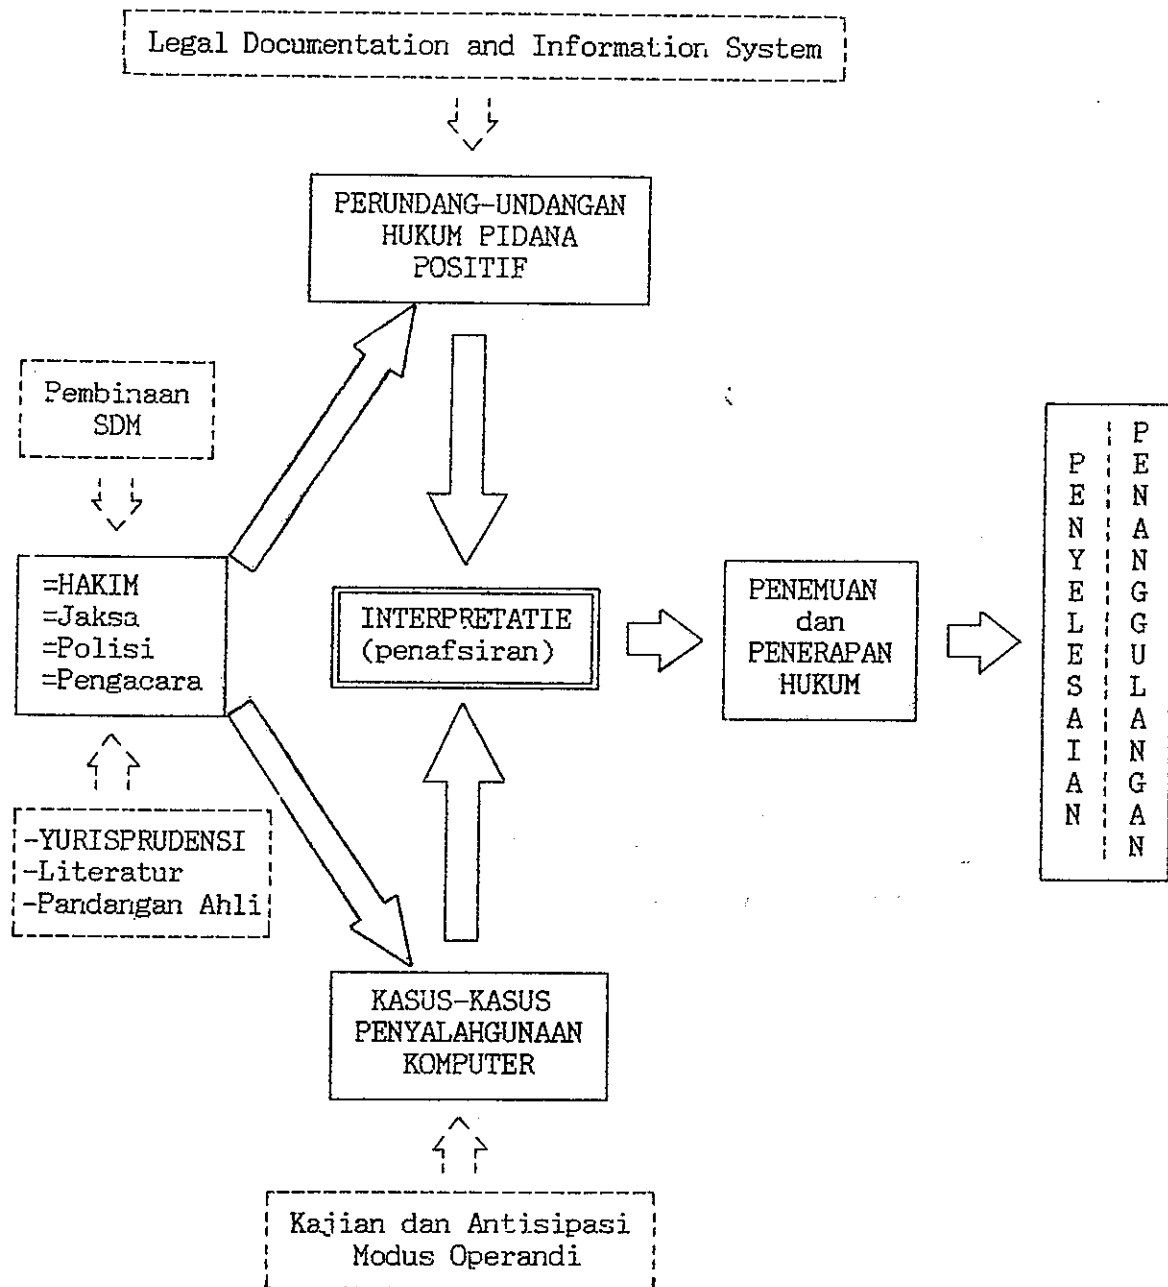 Legal Documentation and Information System
PERUNDANG-UNDANGAN
HUKUM PIDANA
POSITIF
Pembinaan
SDM
=HAKIM
=Jaksa
=Polisi
=Pengacara
INTERPRETATIE
(penafsiran)
PENEMUAN
dan
PENERAPAN
HUKUM
PENYELESAIAN
PENANGGULANGAN
-YURISPRUDENSI
-Literatur
-Pandangan Ahli
KASUS-KASUS
PENYALAHGUNAAN
KOMPUTER
Kajian dan Antisipasi
Modus Operandi